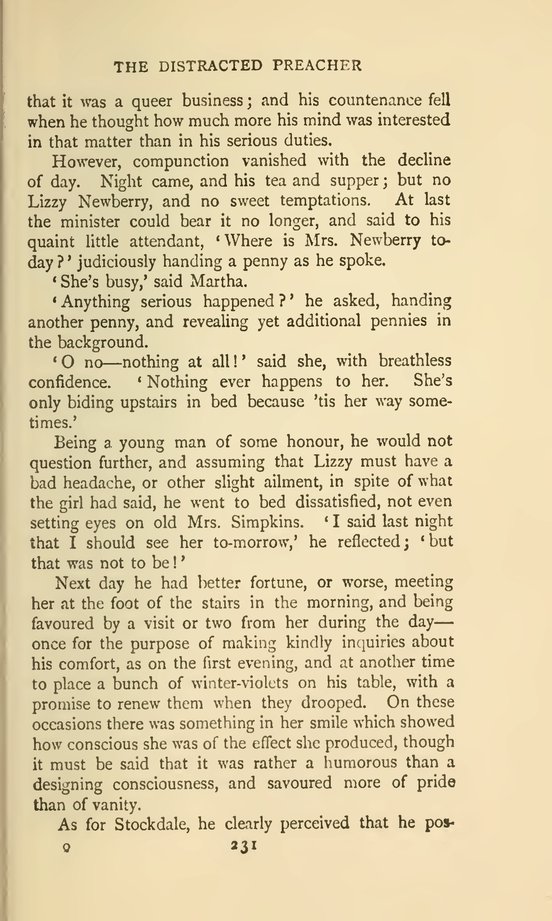 THE DISTRACTED PREACHER
that it was a queer business; and his countenance fell
when he thought how much more his mind was interested
in that matter than in his serious duties.
However, compunction vanished with the decline
of day. Night came, and his tea and supper; but no
Lizzy Newberry, and no sweet temptations. At last
the minister could bear it no longer, and said to his
quaint little attendant, ‘Where is Mrs. Newberry to-
day?’ judiciously handing a penny as he spoke.
‘She's busy,’ said Martha.
‘Anything serious happened?’ he asked, handing
another penny, and revealing yet additional pennies in
the background.
‘O no—nothing at all!’ said she, with breathless
confidence. ‘Nothing ever happens to her. She's
only biding upstairs in bed because ’tis her way some-
times.’
Being a young man of some honour, he would not
question further, and assuming that Lizzy must have a
bad headache, or other slight ailment, in spite of what
the girl had said, he went to bed dissatisfied, not even
setting eyes on old Mrs. Simpkins. ‘I said last night
that I should see her to-morrow,’ he reflected; ‘but
that was not to be!’
Next day he had better fortune, or worse, meeting
her at the foot of the stairs in the morning, and being
favoured by a visit or two from her during the day—
once for the purpose of making kindly inquiries about
his comfort, as on the first evening, and at another time
to place a bunch of winter-violets on his table, with a
promise to renew them when they drooped. On these
occasions there was something in her smile which showed
how conscious she was of the effect she produced, though
it must be said that it was rather a humorous than a
designing consciousness, and savoured more of pride
than of vanity.
As for Stockdale, he clearly perceived that he pos-
Q 231